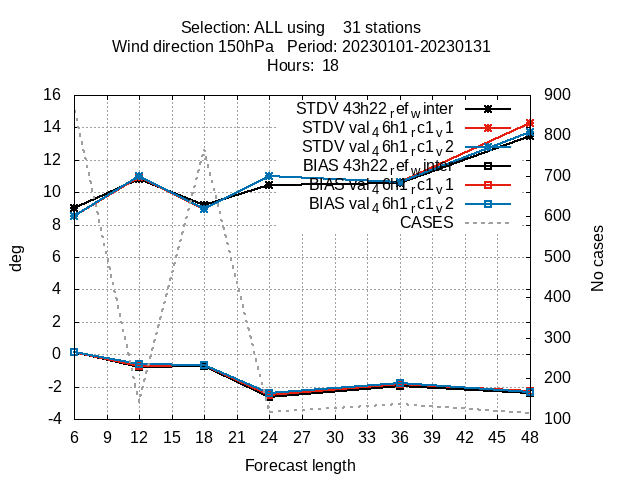 Selection: ALL using    31 stations
Wind direction 150hPa   Period: 20230101-20230131
Hours:  18
STDV 43h22_ref_winter
STDV val_46h1_rc1_v1
STDV val_46h1_rc1_v2
BIAS 43h22_ref_winter
BIAS val_46h1_rc1_v1
BIAS val_46h1_rc1_v2
CASES
16
14
12
10
8
6
4
2
0
-2
-4
deg
900
800
700
600
500
400
300
200
100
No cases
6 12 15 18 21 24 27 30 33 36 39 42 45 48
Forecast length